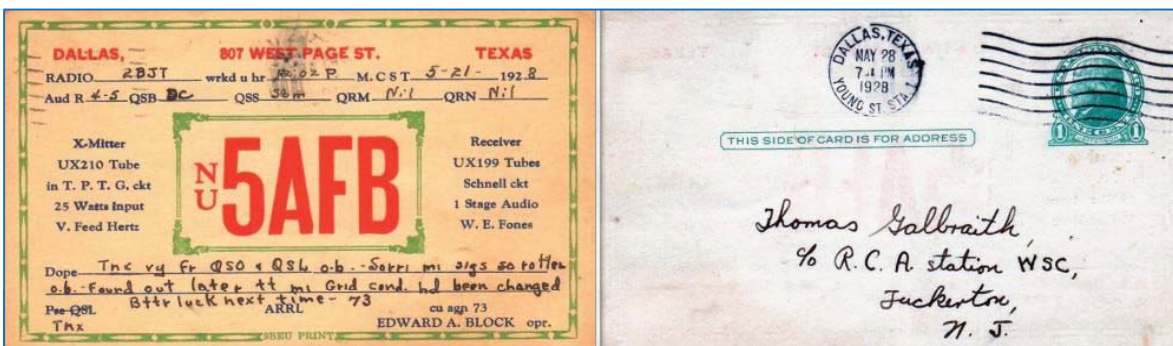 DALLAS, 807 WEST PAGE ST. TEXAS
RADIO 2BJT wrkd u hr P. M. C S T. 5-21- 1928
Aud R 4-5 QSB DC QSS QRM Nil QRN Nil
X-Mitter
UX210 Tube
in T. P. T. G. ckt
25 Watts Input
V. Feed Hertz
NU 5AFB
Receiver
UX199 Tubes
Schnell ckt
1 Stage Audio
W. E. Fones
Dope Tnx vy fr QSO & QSL o.b. - Sorri mi sigs so rotten
o.b. - Found out later tt mi Grid cond. hd been changed
Bttr luck next time - 73
Pse QSL ARRL cu agn 73
Tnx EDWARD A. BLOCK opr.
PRINT
DALLAS, TEXAS
MAY 28
PM
1928
YOUNG ST. STA.
THIS SIDE OF CARD IS FOR ADDRESS
1 1
Thomas Galbraith,
c/o R. C. A. station WSC,
Tuckerton,
N. J.